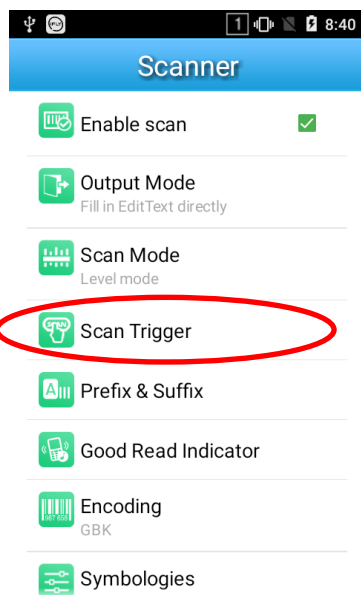 1 8:40
Scanner
Enable scan
Output Mode
Fill in EditText directly
Scan Mode
Level mode
Scan Trigger
Prefix & Suffix
Good Read Indicator
Encoding
GBK
Symbologies